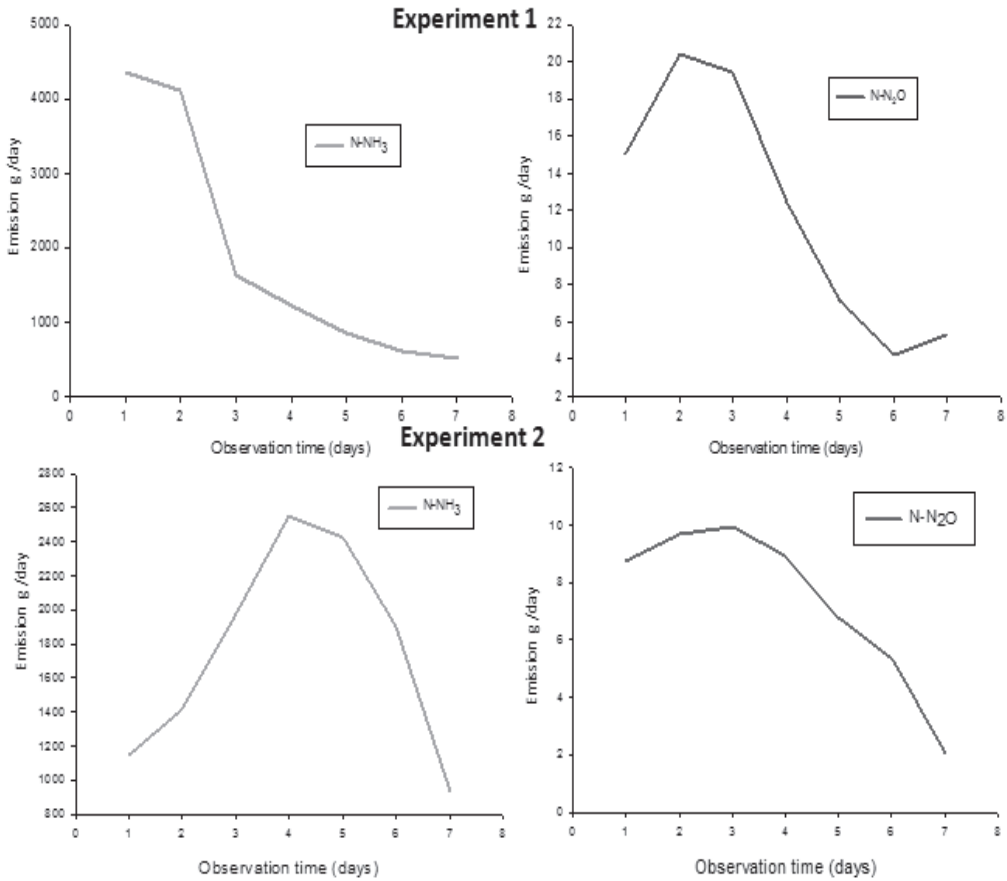 Experiment 1
5000
4000
3000
2000
1000
0
Emission g /day
N-NH₃
0 1 2 3 4 5 6 7 8
Observation time (days)
22
20
18
16
14
12
10
8
6
4
2
Emission g /day
N-N₂O
0 1 2 3 4 5 6 7 8
Observation time (days)
Experiment 2
2800
2600
2400
2200
2000
1800
1600
1400
1200
1000
800
Emission g /day
N-NH₃
0 1 2 3 4 5 6 7 8
Observation time (days)
12
10
8
6
4
2
0
Emission g /day
N-N₂O
0 1 2 3 4 5 6 7 8
Observation time (days)